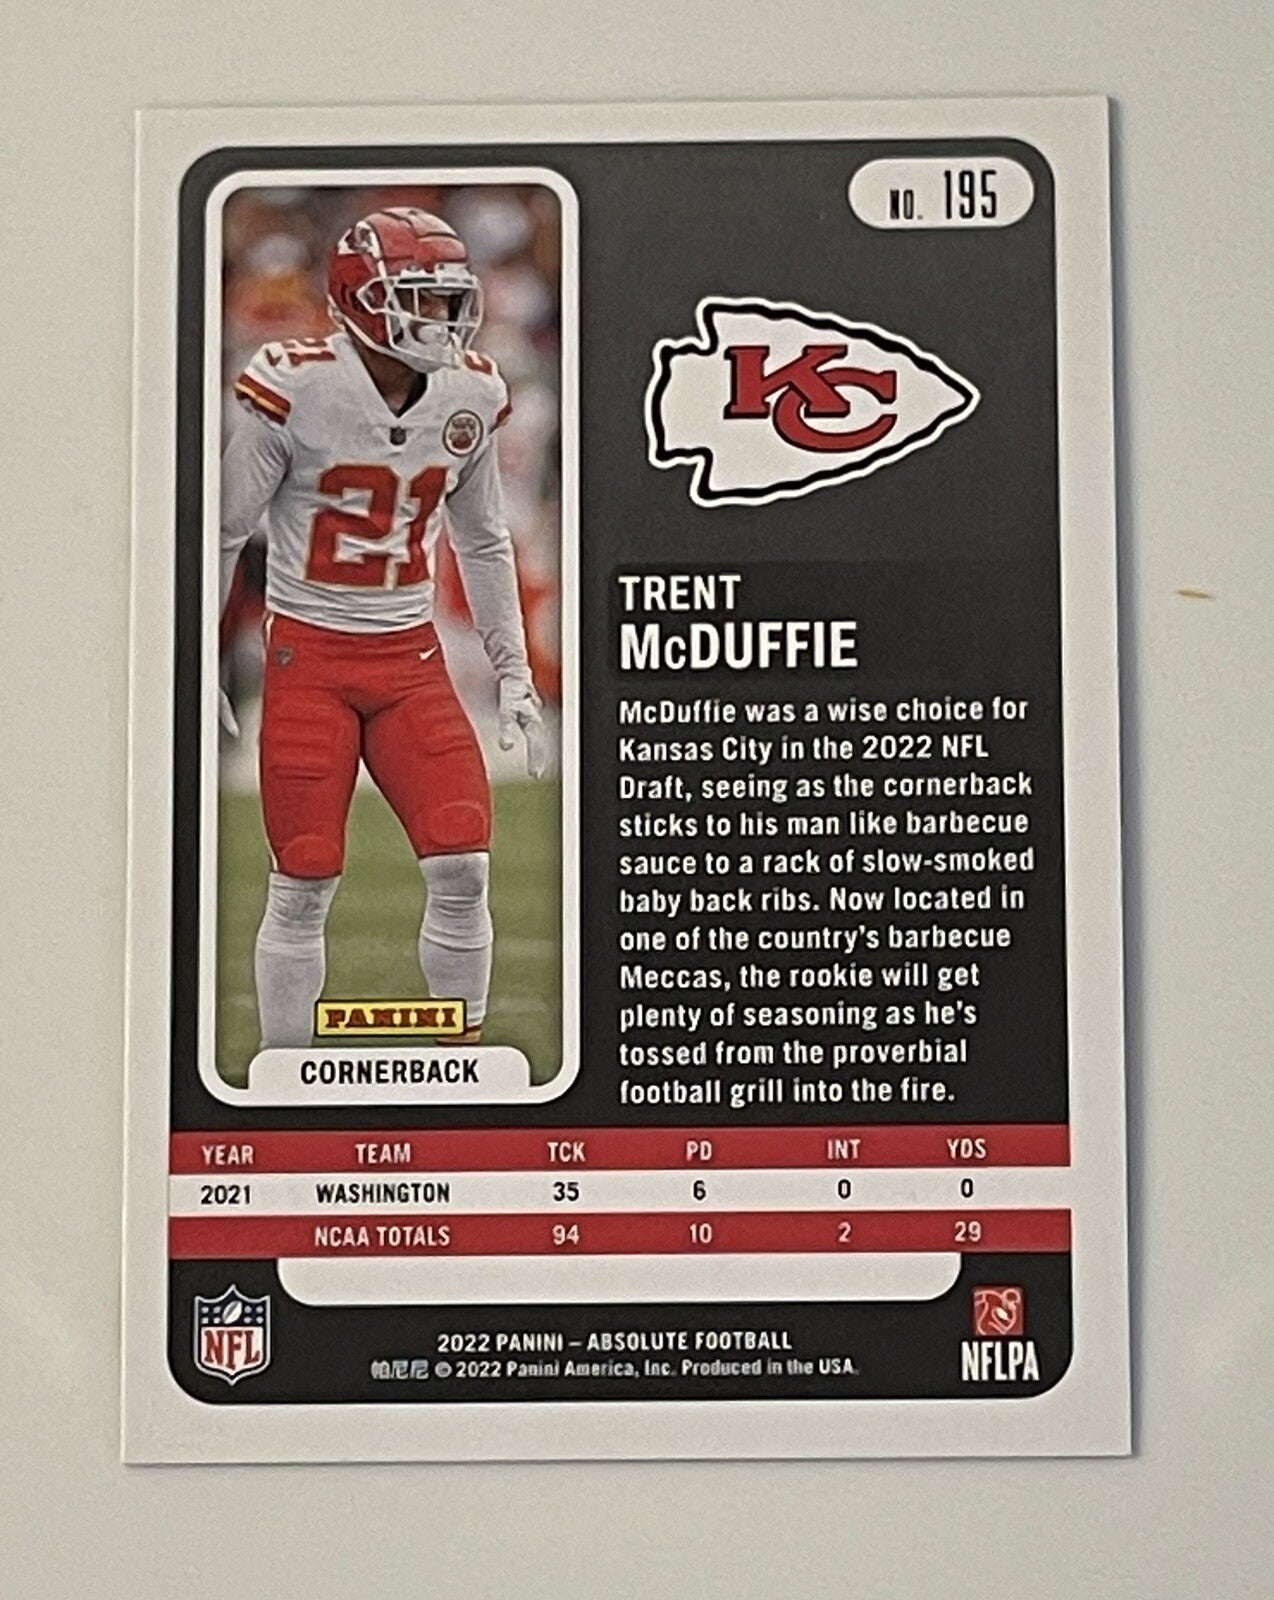 NO. 195
KC
21
21
21
PANINI
CORNERBACK
TRENT
McDUFFIE
McDuffie was a wise choice for
Kansas City in the 2022 NFL
Draft, seeing as the cornerback
sticks to his man like barbecue
sauce to a rack of slow-smoked
baby back ribs. Now located in
one of the country's barbecue
Meccas, the rookie will get
plenty of seasoning as he's
tossed from the proverbial
football grill into the fire.
YEAR TEAM TCK PD INT YDS
2021 WASHINGTON 35 6 0 0
NCAA TOTALS 94 10 2 29
NFL
2022 PANINI – ABSOLUTE FOOTBALL
帕尼尼 © 2022 Panini America, Inc. Produced in the USA.
NFLPA